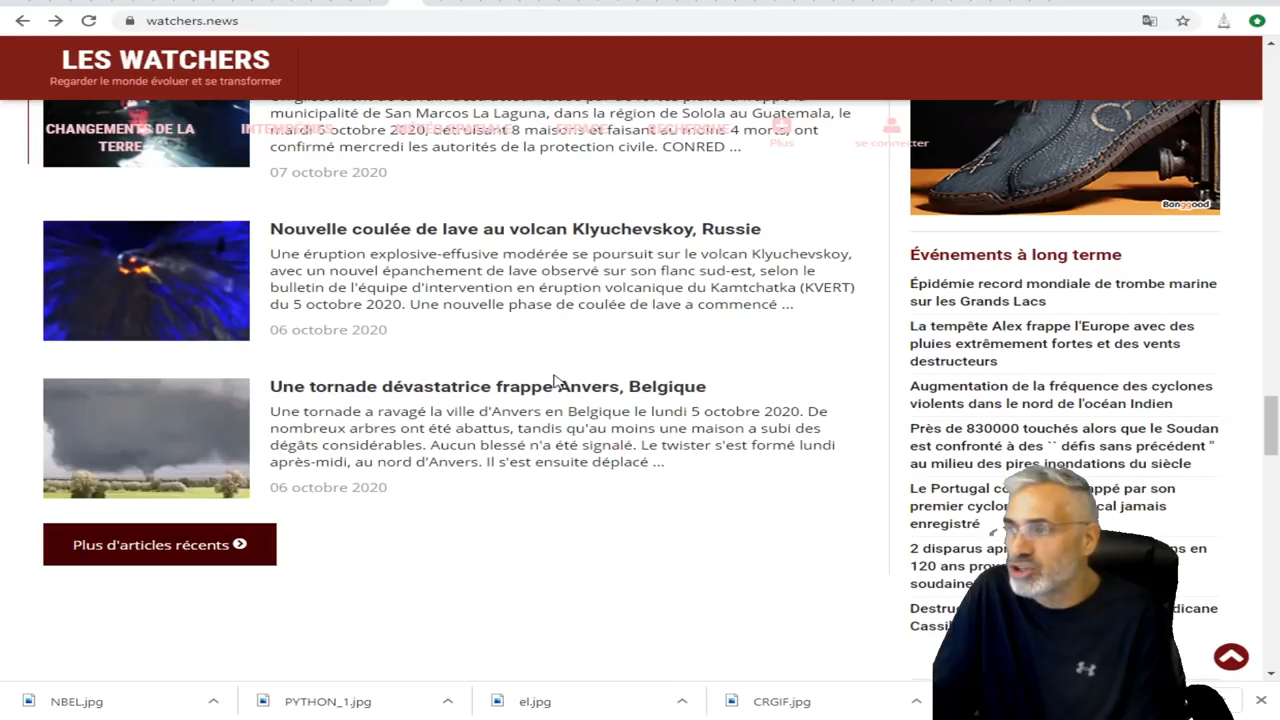 watchers.news
LES WATCHERS
Regarder le monde évoluer et se transformer
CHANGEMENTS DE LA
TERRE
Plus
se connecter
municipalité de San Marcos La Laguna, dans la région de Solola au Guatemala, le
mardi 6 octobre 2020, détruisant 8 maisons et faisant au moins 4 morts, ont
confirmé mercredi les autorités de la protection civile. CONRED ...
07 octobre 2020
Nouvelle coulée de lave au volcan Klyuchevskoy, Russie
Une éruption explosive-effusive modérée se poursuit sur le volcan Klyuchevskoy,
avec un nouvel épanchement de lave observé sur son flanc sud-est, selon le
bulletin de l'équipe d'intervention en éruption volcanique du Kamtchatka (KVERT)
du 5 octobre 2020. Une nouvelle phase de coulée de lave a commencé ...
06 octobre 2020
Une tornade dévastatrice frappe Anvers, Belgique
Une tornade a ravagé la ville d'Anvers en Belgique le lundi 5 octobre 2020. De
nombreux arbres ont été abattus, tandis qu'au moins une maison a subi des
dégâts considérables. Aucun blessé n'a été signalé. Le twister s'est formé lundi
après-midi, au nord d'Anvers. Il s'est ensuite déplacé ...
06 octobre 2020
Plus d'articles récents
Banggood
Événements à long terme
Épidémie record mondiale de trombe marine
sur les Grands Lacs
La tempête Alex frappe l'Europe avec des
pluies extrêmement fortes et des vents
destructeurs
Augmentation de la fréquence des cyclones
violents dans le nord de l'océan Indien
Près de 830000 touchés alors que le Soudan
est confronté à des `` défis sans précédent "
au milieu des pires inondations du siècle
Le Portugal appé par son
premier cyclon cal jamais
enregistré
2 disparus ap ns en
120 ans pro
soudaine
Destru dicane
Cassil
NBEL.jpg
PYTHON_1.jpg
el.jpg
CRGIF.jpg